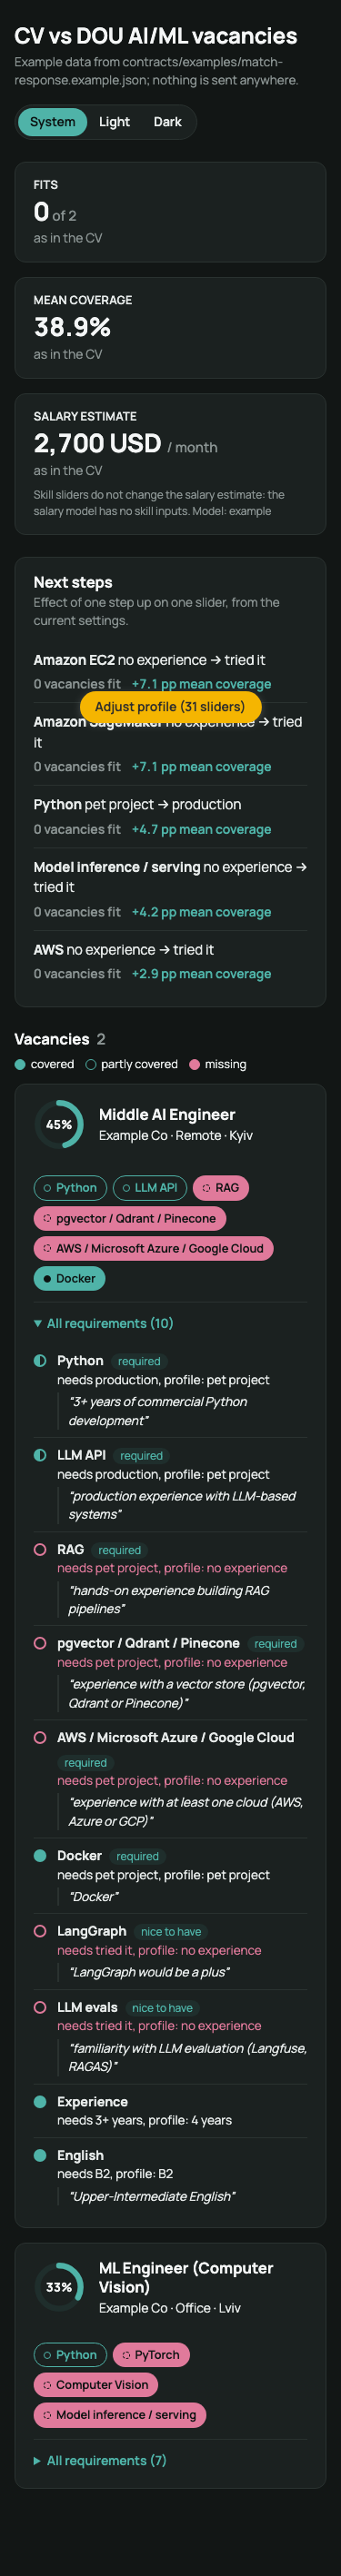 CV vs DOU AI/ML vacancies
Example data from contracts/examples/match-
response.example.json; nothing is sent anywhere.
System Light Dark
FITS
0 of 2
as in the CV
MEAN COVERAGE
38.9%
as in the CV
SALARY ESTIMATE
2,700 USD / month
as in the CV
Skill sliders do not change the salary estimate: the
salary model has no skill inputs. Model: example
Next steps
Effect of one step up on one slider, from the
current settings.
Amazon EC2 no experience → tried it
0 vacancies fit +7.1 pp mean coverage
Adjust profile (31 sliders)
Amazon SageMaker no experience → tried
it
0 vacancies fit +7.1 pp mean coverage
Python pet project → production
0 vacancies fit +4.7 pp mean coverage
Model inference / serving no experience →
tried it
0 vacancies fit +4.2 pp mean coverage
AWS no experience → tried it
0 vacancies fit +2.9 pp mean coverage
Vacancies 2
covered partly covered missing
45%
Middle AI Engineer
Example Co · Remote · Kyiv
Python LLM API RAG
pgvector / Qdrant / Pinecone
AWS / Microsoft Azure / Google Cloud
Docker
▼ All requirements (10)
Python required
needs production, profile: pet project
"3+ years of commercial Python
development"
LLM API required
needs production, profile: pet project
"production experience with LLM-based
systems"
RAG required
needs pet project, profile: no experience
"hands-on experience building RAG
pipelines"
pgvector / Qdrant / Pinecone required
needs pet project, profile: no experience
"experience with a vector store (pgvector,
Qdrant or Pinecone)"
AWS / Microsoft Azure / Google Cloud
required
needs pet project, profile: no experience
"experience with at least one cloud (AWS,
Azure or GCP)"
Docker required
needs pet project, profile: pet project
"Docker"
LangGraph nice to have
needs tried it, profile: no experience
"LangGraph would be a plus"
LLM evals nice to have
needs tried it, profile: no experience
"familiarity with LLM evaluation (Langfuse,
RAGAS)"
Experience
needs 3+ years, profile: 4 years
English
needs B2, profile: B2
"Upper-Intermediate English"
33%
ML Engineer (Computer
Vision)
Example Co · Office · Lviv
Python PyTorch
Computer Vision
Model inference / serving
▶ All requirements (7)